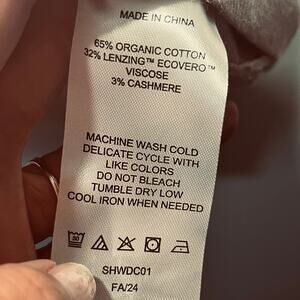 MADE IN CHINA
65% ORGANIC COTTON
32% LENZING™ ECOVERO™
VISCOSE
3% CASHMERE
MACHINE WASH COLD
DELICATE CYCLE WITH
LIKE COLORS
DO NOT BLEACH
TUMBLE DRY LOW
COOL IRON WHEN NEEDED
30
SHWDC01
FA/24